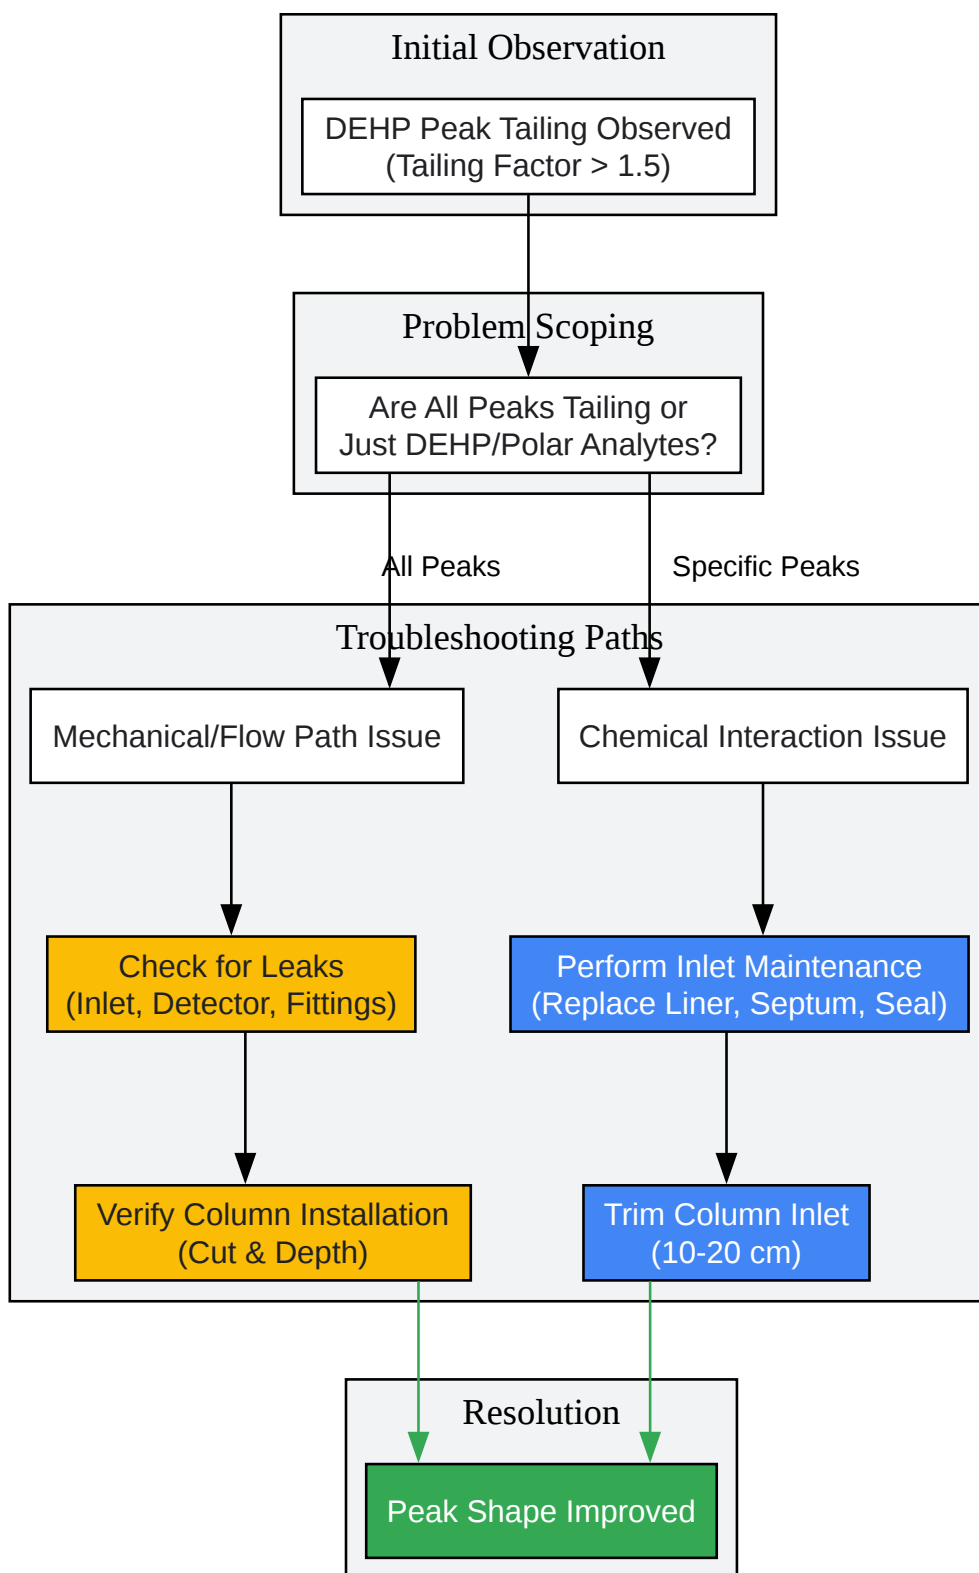 Initial Observation
DEHP Peak Tailing Observed
(Tailing Factor > 1.5)
Problem Scoping
Are All Peaks Tailing or
Just DEHP/Polar Analytes?
All Peaks
Specific Peaks
Troubleshooting Paths
Mechanical/Flow Path Issue
Chemical Interaction Issue
Check for Leaks
(Inlet, Detector, Fittings)
Perform Inlet Maintenance
(Replace Liner, Septum, Seal)
Verify Column Installation
(Cut & Depth)
Trim Column Inlet
(10-20 cm)
Resolution
Peak Shape Improved